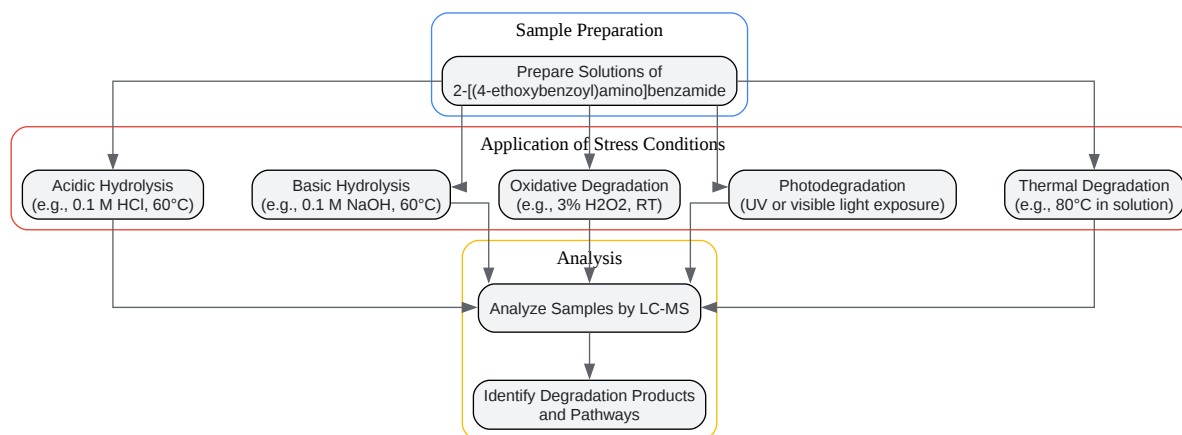 Sample Preparation
Prepare Solutions of
2-[(4-ethoxybenzoyl)amino]benzamide
Application of Stress Conditions
Acidic Hydrolysis
(e.g., 0.1 M HCl, 60°C)
Basic Hydrolysis
(e.g., 0.1 M NaOH, 60°C)
Oxidative Degradation
(e.g., 3% H2O2, RT)
Photodegradation
(UV or visible light exposure)
Thermal Degradation
(e.g., 80°C in solution)
Analysis
Analyze Samples by LC-MS
Identify Degradation Products
and Pathways